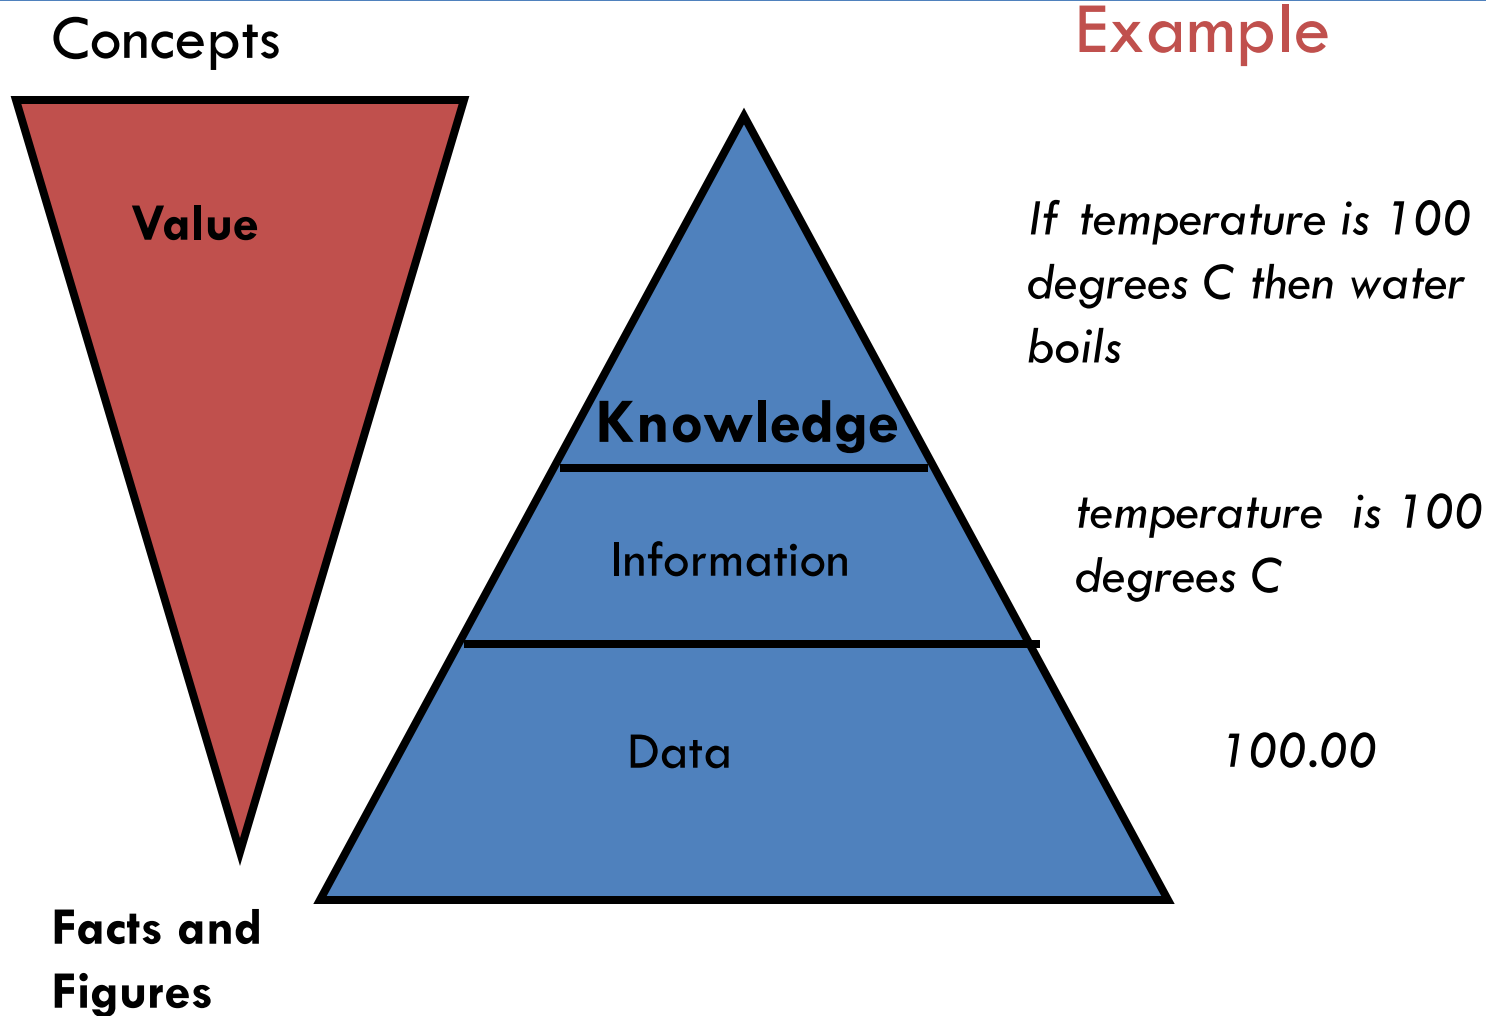 Concepts
Example
Value
If temperature is 100
degrees C then water
boils
Knowledge
temperature is 100
degrees C
Information
100.00
Data
Facts and
Figures